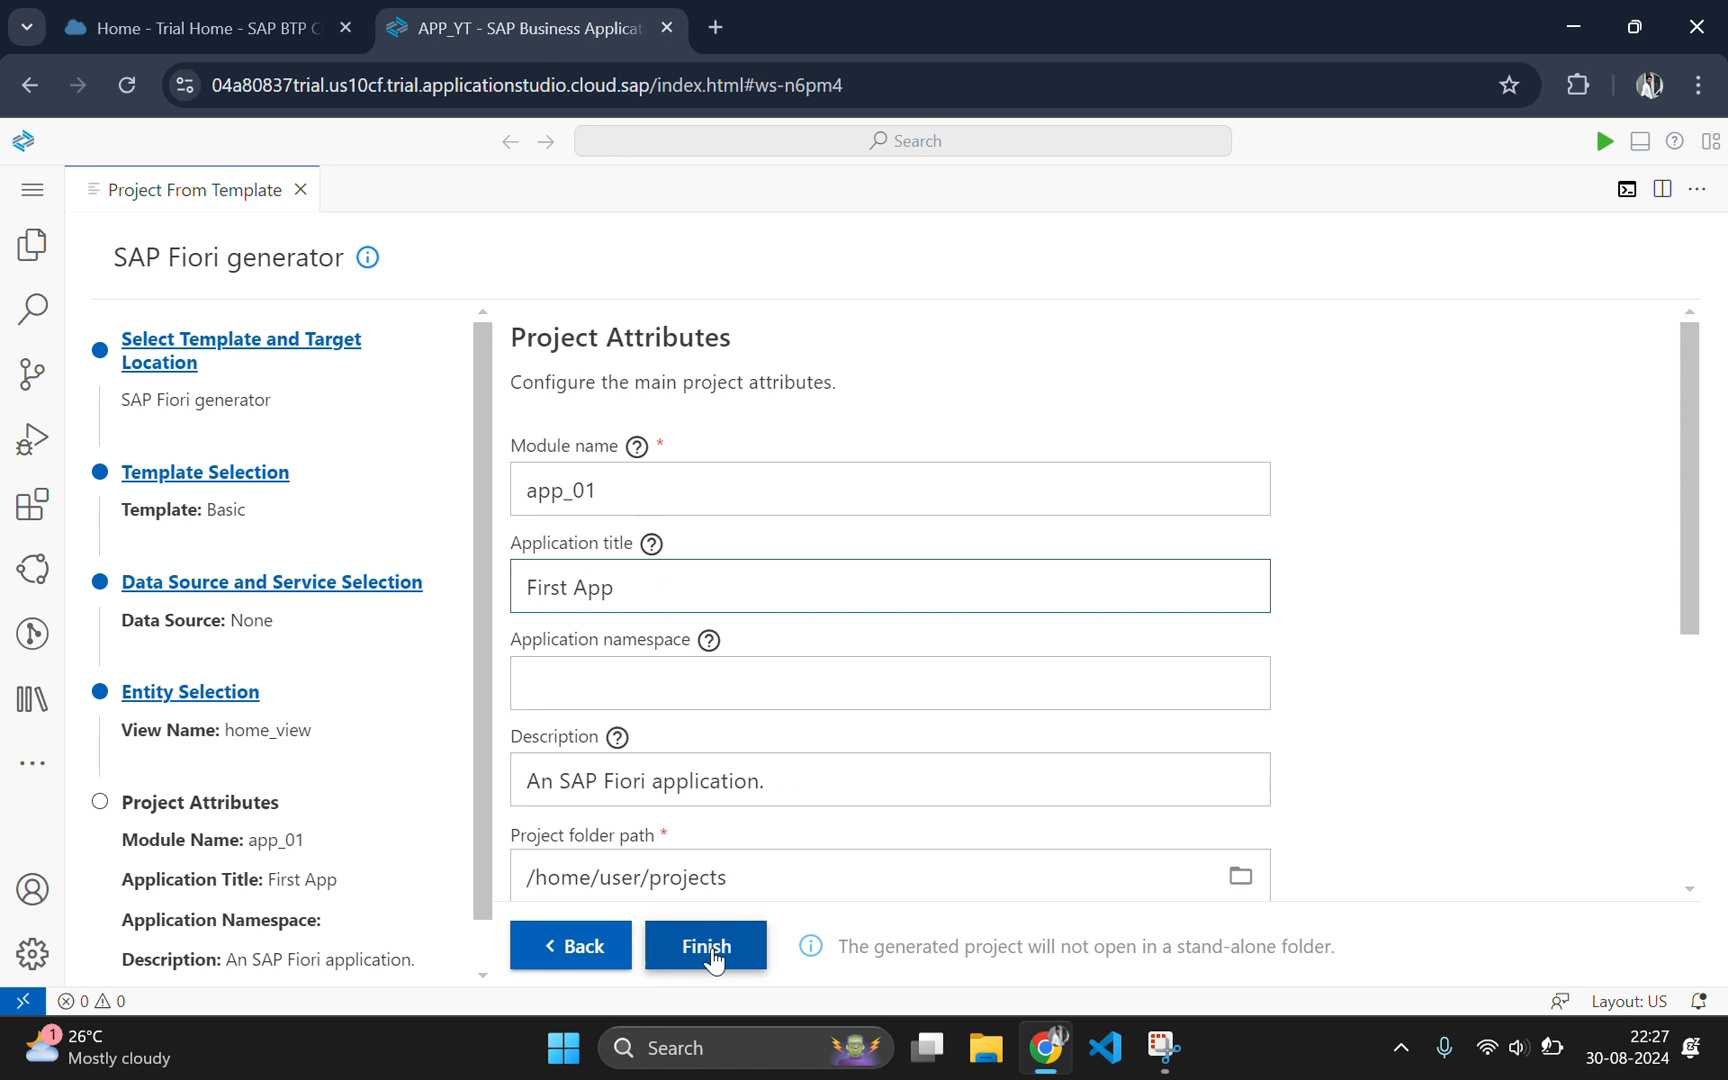 Home - Trial Home - SAP BTP C
APP_YT - SAP Business Applicat
04a80837trial.us10cf.trial.applicationstudio.cloud.sap/index.html#ws-n6pm4
Search
Project From Template
SAP Fiori generator
Select Template and Target
Location
SAP Fiori generator
Template Selection
Template: Basic
Data Source and Service Selection
Data Source: None
Entity Selection
View Name: home_view
Project Attributes
Module Name: app_01
Application Title: First App
Application Namespace:
Description: An SAP Fiori application.
Project Attributes
Configure the main project attributes.
Module name *
app_01
Application title
First App
Application namespace
Description
An SAP Fiori application.
Project folder path *
/home/user/projects
Back
Finish
The generated project will not open in a stand-alone folder.
0 0
Layout: US
1
26°C
Mostly cloudy
Search
22:27
30-08-2024